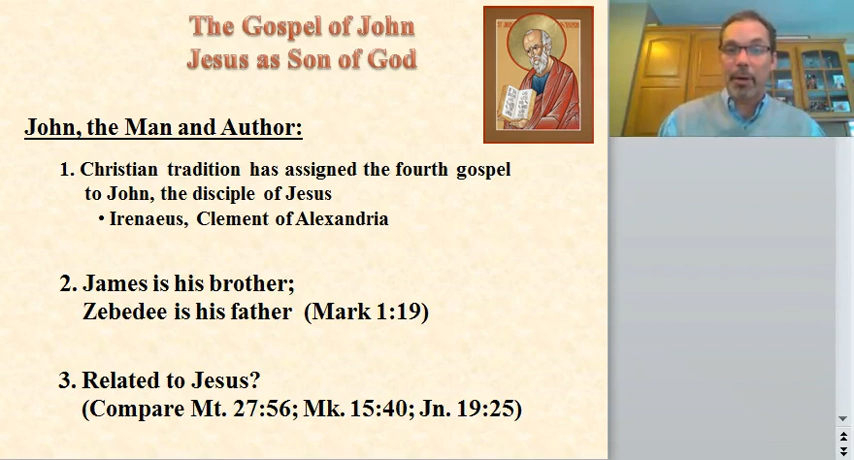 The Gospel of John
Jesus as Son of God
John, the Man and Author:
1. Christian tradition has assigned the fourth gospel
to John, the disciple of Jesus
• Irenaeus, Clement of Alexandria
2. James is his brother;
Zebedee is his father (Mark 1:19)
3. Related to Jesus?
(Compare Mt. 27:56; Mk. 15:40; Jn. 19:25)